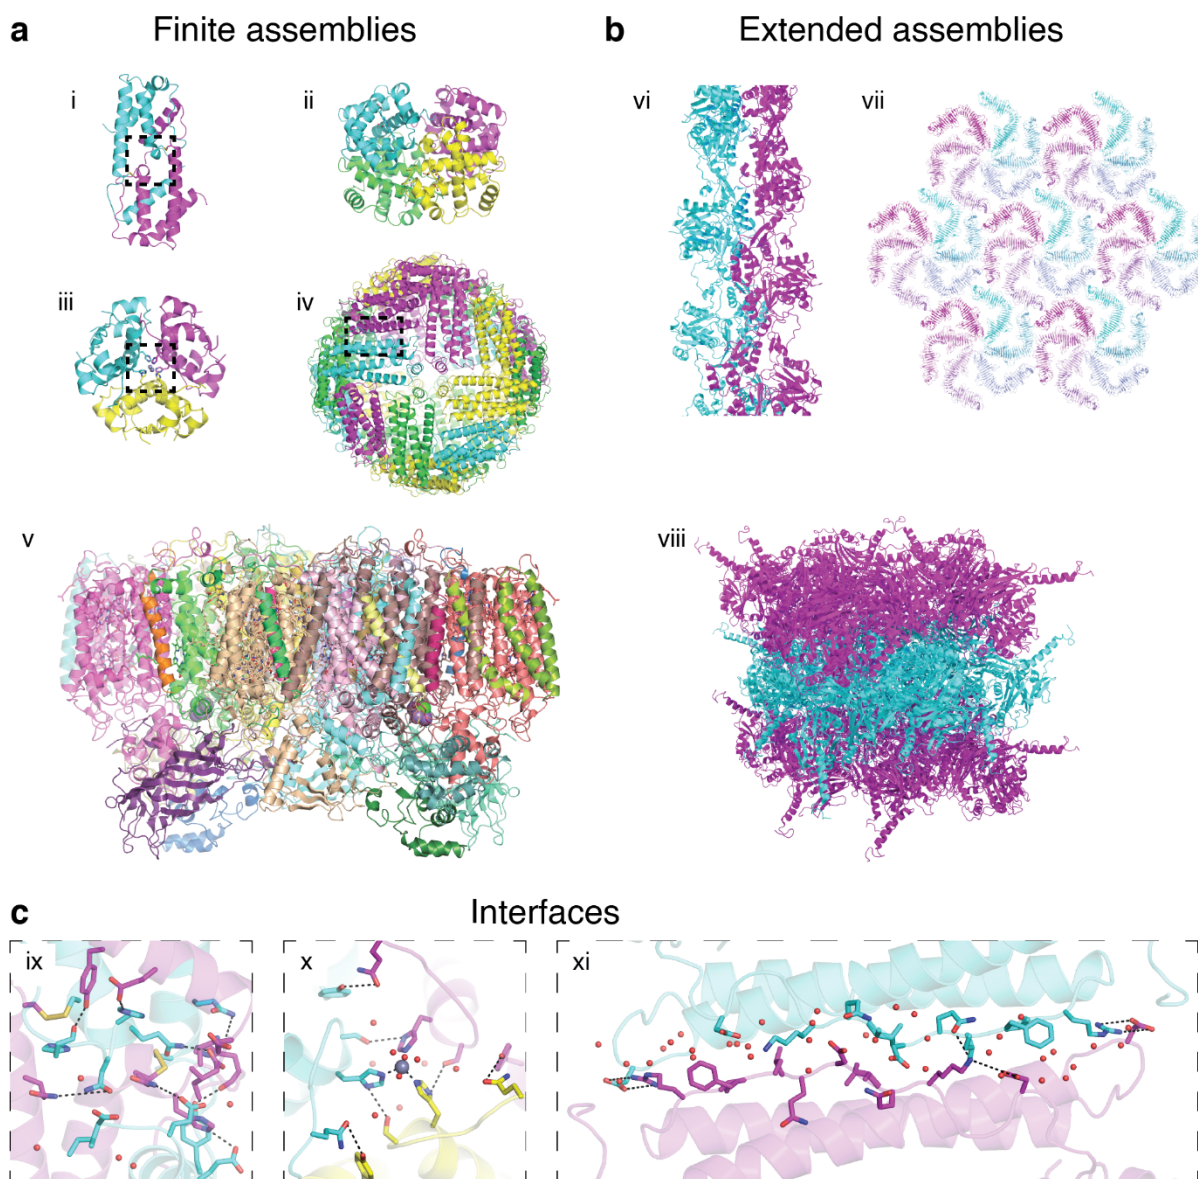 a Finite assemblies
b Extended assemblies
i
ii
vi
vii
iii
iv
v
viii
c Interfaces
ix
x
xi